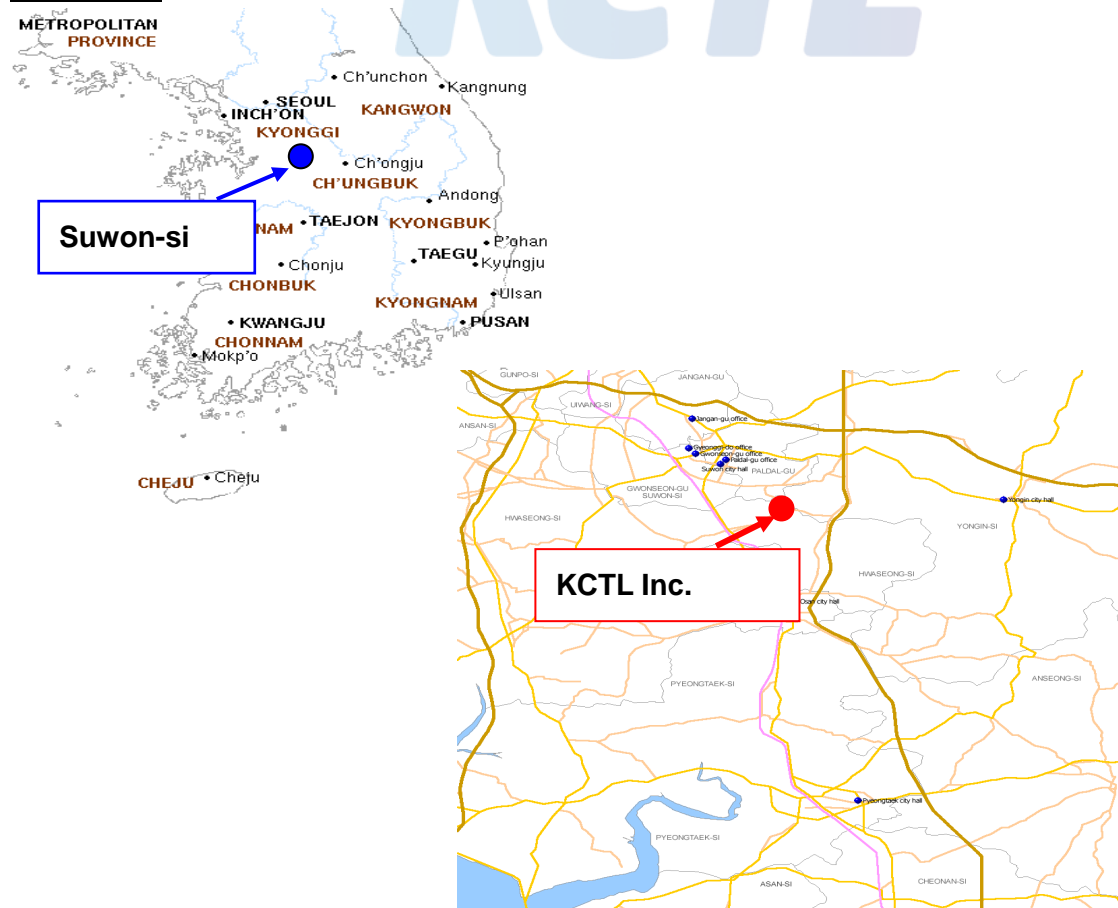 KCTL
METROPOLITAN
PROVINCE
Ch'unchon
Kangnung
SEOUL
KANGWON
INCH'ON
KYONGGI
Ch'ongju
CH'UNGBUK
Andong
Suwon-si
NAM
TAEJON
KYONGBUK
P'ohan
TAEGU
Kyungju
Chonju
CHONBUK
Ulsan
KYONGNAM
KWANGJU
PUSAN
CHONNAM
Mokp'o
CHEJU
Cheju
GUNPO-SI
JANGAN-GU
UIWANG-SI
Jangan-gu office
ANSAN-SI
Gyeonggi-do office
Gwonseon-gu office
Paldal-gu office
Suwon city hall
PALDAL-GU
GWONSEON-GU
SUWON-SI
Yongin city hall
HWASEONG-SI
YONGIN-SI
HWASEONG-SI
KCTL Inc.
Osan city hall
PYEONGTAEK-SI
ANSEONG-SI
Pyeongtaek city hall
PYEONGTAEK-SI
ASAN-SI
CHEONAN-SI